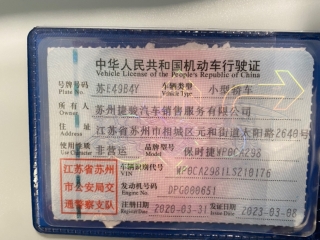 中华人民共和国机动车行驶证
Vehicle License of the People's Republic of China
号牌号码 苏E49B4Y 车辆类型 小型轿车
Plate No. Vehicle Type
所有人 苏州捷骏汽车销售服务有限公司
Owner
住址 江苏省苏州市相城区元和街道太阳路2640号
Address
使用性质 非营运 品牌型号 保时捷WP0CA298
Use Character Model
江苏省苏州市公安局交通警察支队
车辆识别代号 WP0CA2981LS210176
VIN
发动机号码 DPG000651
Engine No.
注册日期 2020-03-31 发证日期 2023-03-08
Register Date Issue Date